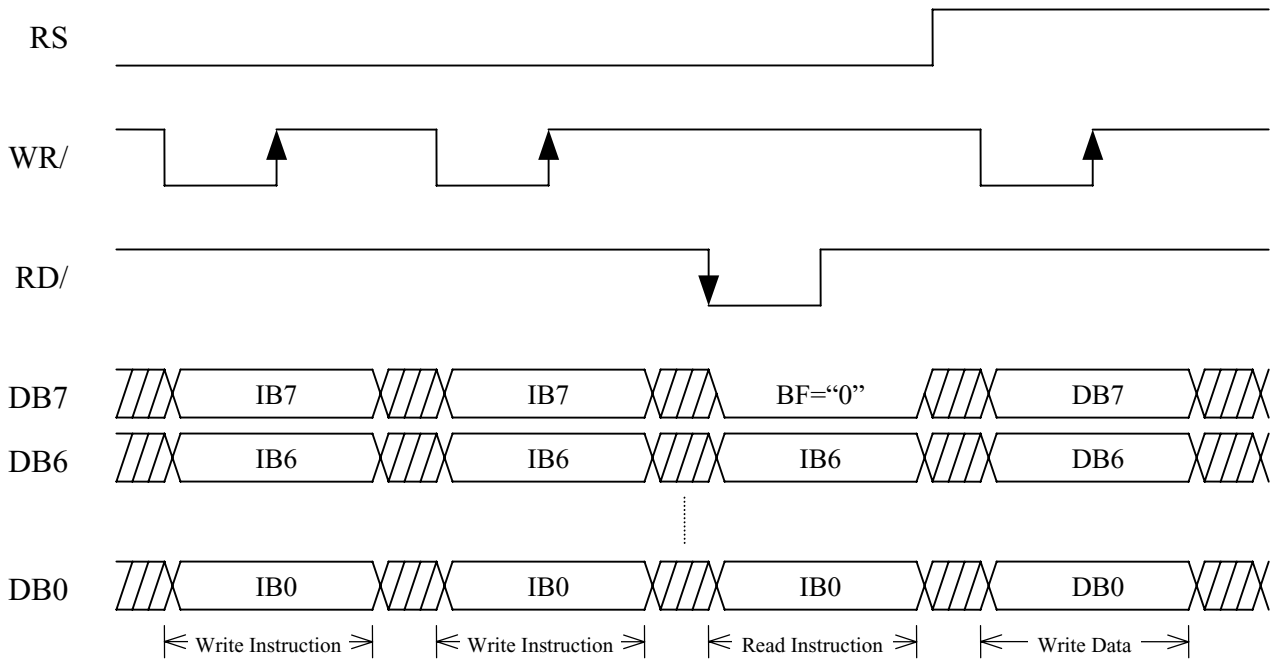 RS
WR/
RD/
DB7 IB7 IB7 BF=“0” DB7
DB6 IB6 IB6 IB6 DB6
DB0 IB0 IB0 IB0 DB0
Write Instruction Write Instruction Read Instruction Write Data